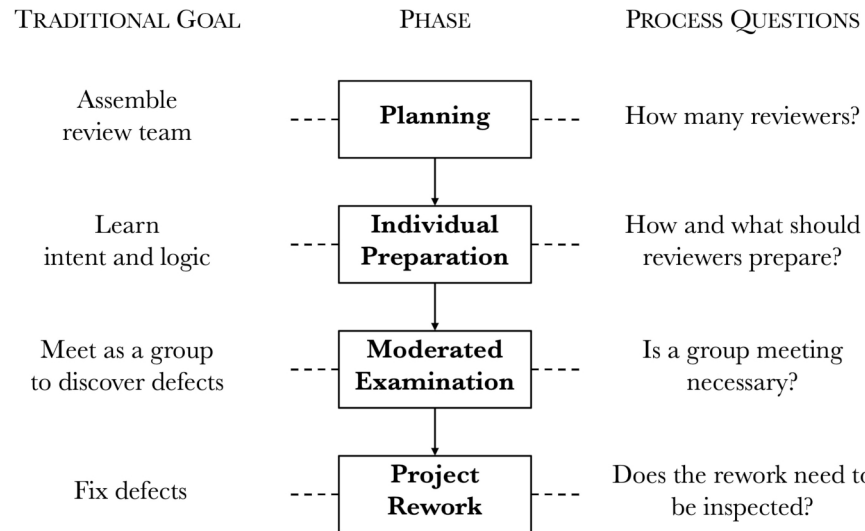 TRADITIONAL GOAL
PHASE
PROCESS QUESTIONS
Assemble
review team
Planning
How many reviewers?
Learn
intent and logic
Individual
Preparation
How and what should
reviewers prepare?
Meet as a group
to discover defects
Moderated
Examination
Is a group meeting
necessary?
Fix defects
Project
Rework
Does the rework need to
be inspected?